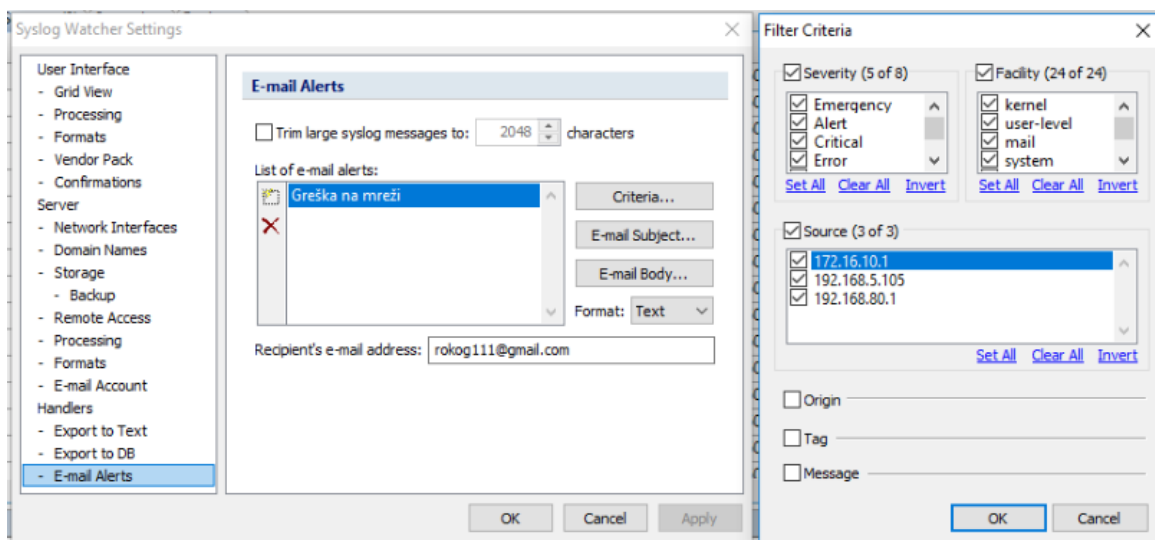 Syslog Watcher Settings
User Interface
- Grid View
- Processing
- Formats
- Vendor Pack
- Confirmations
Server
- Network Interfaces
- Domain Names
- Storage
- Backup
- Remote Access
- Processing
- Formats
- E-mail Account
Handlers
- Export to Text
- Export to DB
- E-mail Alerts
E-mail Alerts
Trim large syslog messages to: 2048 characters
List of e-mail alerts:
Greška na mreži
Criteria...
E-mail Subject...
E-mail Body...
Format: Text
Recipient's e-mail address: rokog111@gmail.com
OK Cancel Apply
Filter Criteria
Severity (5 of 8)
Emergency
Alert
Critical
Error
Set All Clear All Invert
Facility (24 of 24)
kernel
user-level
mail
system
Set All Clear All Invert
Source (3 of 3)
172.16.10.1
192.168.5.105
192.168.80.1
Set All Clear All Invert
Origin
Tag
Message
OK Cancel